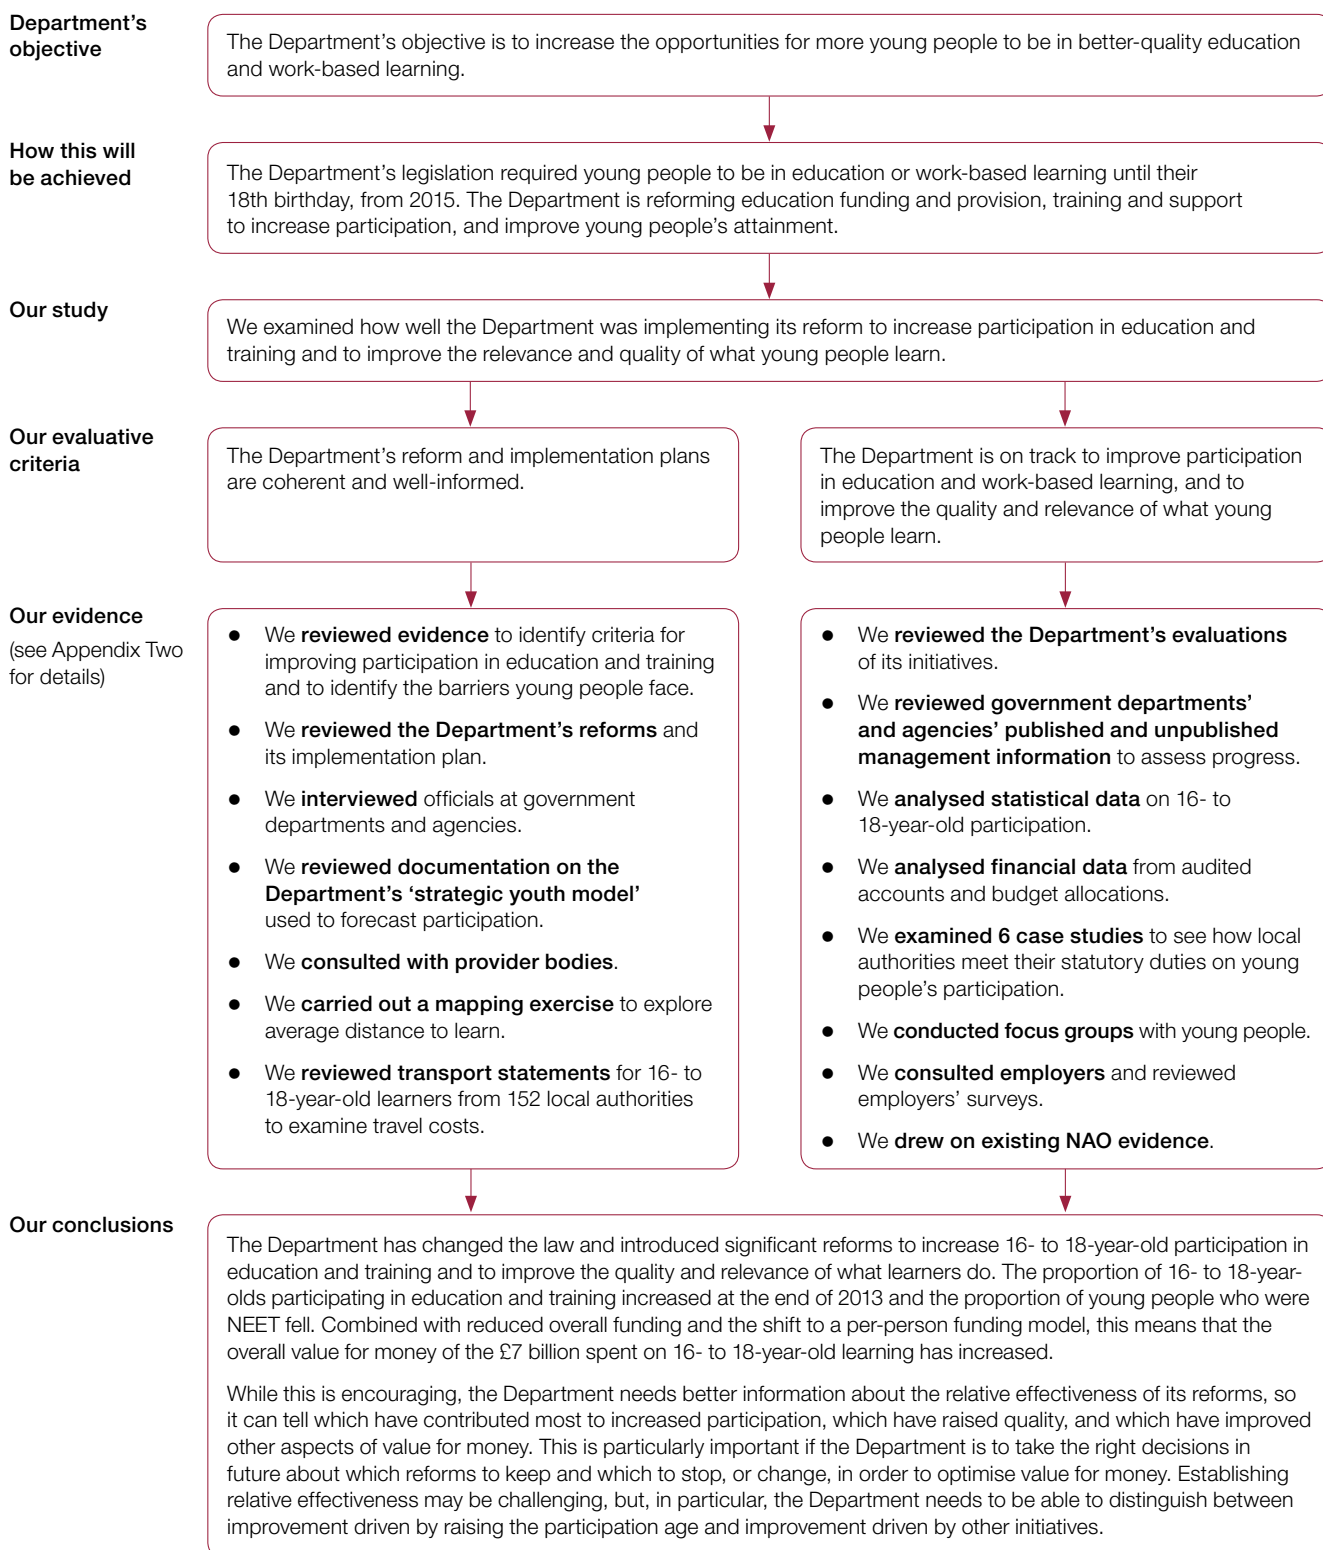 Department's
objective
The Department's objective is to increase the opportunities for more young people to be in better-quality education
and work-based learning.
How this will
be achieved
The Department's legislation required young people to be in education or work-based learning until their
18th birthday, from 2015. The Department is reforming education funding and provision, training and support
to increase participation, and improve young people's attainment.
Our study
We examined how well the Department was implementing its reform to increase participation in education and
training and to improve the relevance and quality of what young people learn.
Our evaluative
criteria
The Department's reform and implementation plans
are coherent and well-informed.
The Department is on track to improve participation
in education and work-based learning, and to
improve the quality and relevance of what young
people learn.
Our evidence
(see Appendix Two
for details)
● We reviewed evidence to identify criteria for
improving participation in education and training
and to identify the barriers young people face.
● We reviewed the Department's reforms and
its implementation plan.
● We interviewed officials at government
departments and agencies.
● We reviewed documentation on the
Department's 'strategic youth model'
used to forecast participation.
● We consulted with provider bodies.
● We carried out a mapping exercise to explore
average distance to learn.
● We reviewed transport statements for 16- to
18-year-old learners from 152 local authorities
to examine travel costs.
● We reviewed the Department's evaluations
of its initiatives.
● We reviewed government departments'
and agencies' published and unpublished
management information to assess progress.
● We analysed statistical data on 16- to
18-year-old participation.
● We analysed financial data from audited
accounts and budget allocations.
● We examined 6 case studies to see how local
authorities meet their statutory duties on young
people's participation.
● We conducted focus groups with young people.
● We consulted employers and reviewed
employers' surveys.
● We drew on existing NAO evidence.
Our conclusions
The Department has changed the law and introduced significant reforms to increase 16- to 18-year-old participation in
education and training and to improve the quality and relevance of what learners do. The proportion of 16- to 18-year-
olds participating in education and training increased at the end of 2013 and the proportion of young people who were
NEET fell. Combined with reduced overall funding and the shift to a per-person funding model, this means that the
overall value for money of the £7 billion spent on 16- to 18-year-old learning has increased.
While this is encouraging, the Department needs better information about the relative effectiveness of its reforms, so
it can tell which have contributed most to increased participation, which have raised quality, and which have improved
other aspects of value for money. This is particularly important if the Department is to take the right decisions in
future about which reforms to keep and which to stop, or change, in order to optimise value for money. Establishing
relative effectiveness may be challenging, but, in particular, the Department needs to be able to distinguish between
improvement driven by raising the participation age and improvement driven by other initiatives.